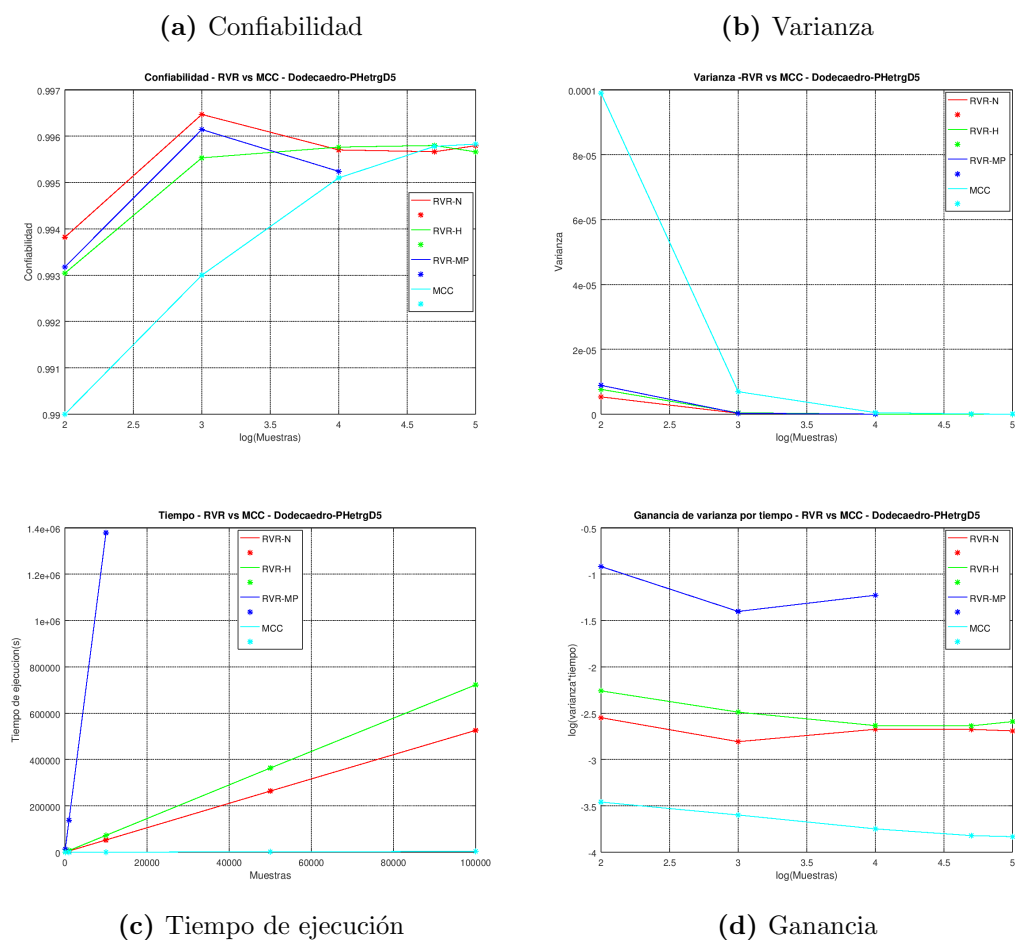 (a) Confiabilidad
(b) Varianza
Confiabilidad - RVR vs MCC - Dodecaedro-PHetrgD5
0.997
0.996
0.995
0.994
0.993
0.992
0.991
0.99
Confiabilidad
2
2.5
3
3.5
4
4.5
5
log(Muestras)
RVR-N
RVR-H
RVR-MP
MCC
Varianza -RVR vs MCC - Dodecaedro-PHetrgD5
0.0001
8e-05
6e-05
4e-05
2e-05
0
Varianza
2
2.5
3
3.5
4
4.5
5
log(Muestras)
RVR-N
RVR-H
RVR-MP
MCC
Tiempo - RVR vs MCC - Dodecaedro-PHetrgD5
1.4e+06
1.2e+06
1e+06
800000
600000
400000
200000
0
Tiempo de ejecucion(s)
0
20000
40000
60000
80000
100000
Muestras
RVR-N
RVR-H
RVR-MP
MCC
Ganancia de varianza por tiempo - RVR vs MCC - Dodecaedro-PHetrgD5
-0.5
-1
-1.5
-2
-2.5
-3
-3.5
-4
log(varianza*tiempo)
2
2.5
3
3.5
4
4.5
5
log(Muestras)
RVR-N
RVR-H
RVR-MP
MCC
(c) Tiempo de ejecución
(d) Ganancia